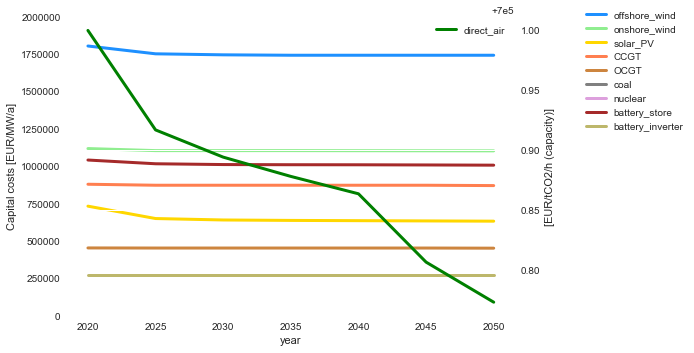 2000000
1750000
1500000
1250000
1000000
750000
500000
250000
0
Capital costs [EUR/MW/a]
2020
2025
2030
2035
2040
2045
2050
year
+7e5
1.00
0.95
0.90
0.85
0.80
[EUR/tCO2/h (capacity)]
direct_air
offshore_wind
onshore_wind
solar_PV
CCGT
OCGT
coal
nuclear
battery_store
battery_inverter